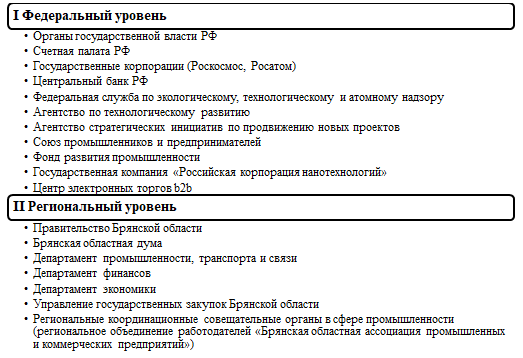 I Федеральный уровень
• Органы государственной власти РФ
• Счетная палата РФ
• Государственные корпорации (Роскосмос, Росатом)
• Центральный банк РФ
• Федеральная служба по экологическому, технологическому и атомному надзору
• Агентство по технологическому развитию
• Агентство стратегических инициатив по продвижению новых проектов
• Союз промышленников и предпринимателей
• Фонд развития промышленности
• Государственная компания «Российская корпорация нанотехнологий»
• Центр электронных торгов b2b
II Региональный уровень
• Правительство Брянской области
• Брянская областная дума
• Департамент промышленности, транспорта и связи
• Департамент финансов
• Департамент экономики
• Управление государственных закупок Брянской области
• Региональные координационные совещательные органы в сфере промышленности
(региональное объединение работодателей «Брянская областная ассоциация промышленных
и коммерческих предприятий»)